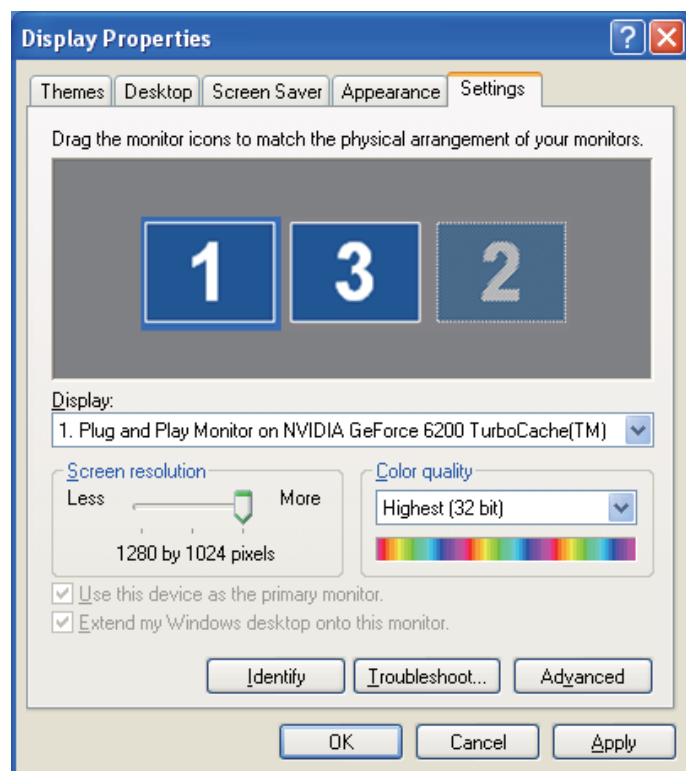 Display Properties
Themes Desktop Screen Saver Appearance Settings
Drag the monitor icons to match the physical arrangement of your monitors.
1 3 2
Display:
1. Plug and Play Monitor on NVIDIA GeForce 6200 TurboCache(TM)
Screen resolution
Less More
1280 by 1024 pixels
Color quality
Highest (32 bit)
Use this device as the primary monitor.
Extend my Windows desktop onto this monitor.
Identify Troubleshoot... Advanced
OK Cancel Apply